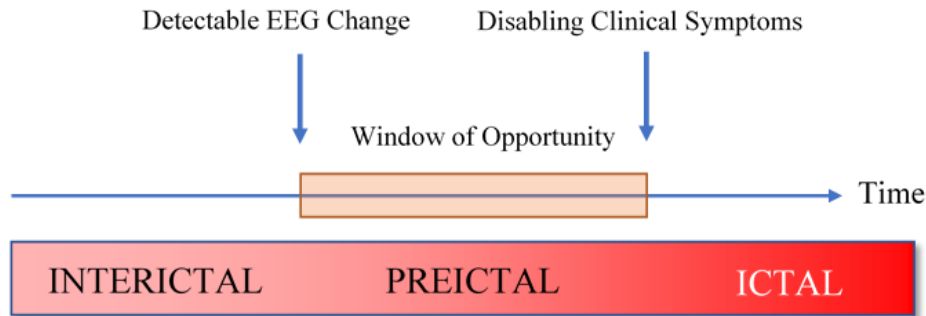 Detectable EEG Change
Disabling Clinical Symptoms
Window of Opportunity
Time
INTERICTAL
PREICTAL
ICTAL